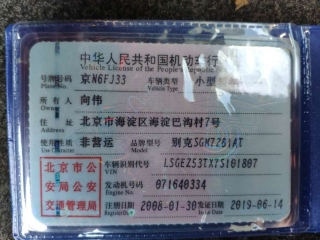 中华人民共和国机动车行
Vehicle License of the People's Republic
号牌号码 京N6FJ33 车辆类型 小型
Plate No. Vehicle Type
所有人 向伟
Owner
住址 北京市海淀区海淀巴沟村7号
Address
使用性质 非营运 品牌型号 别克SGM7281AT
Use Character Model
北京市公安局公安交通管理局
车辆识别代号 LSGEZ53TX7S101807
VIN
发动机号码 071640334
Engine No.
注册日期 2008-01-30 发证日期 2019-06-14
Register Date Issue Date